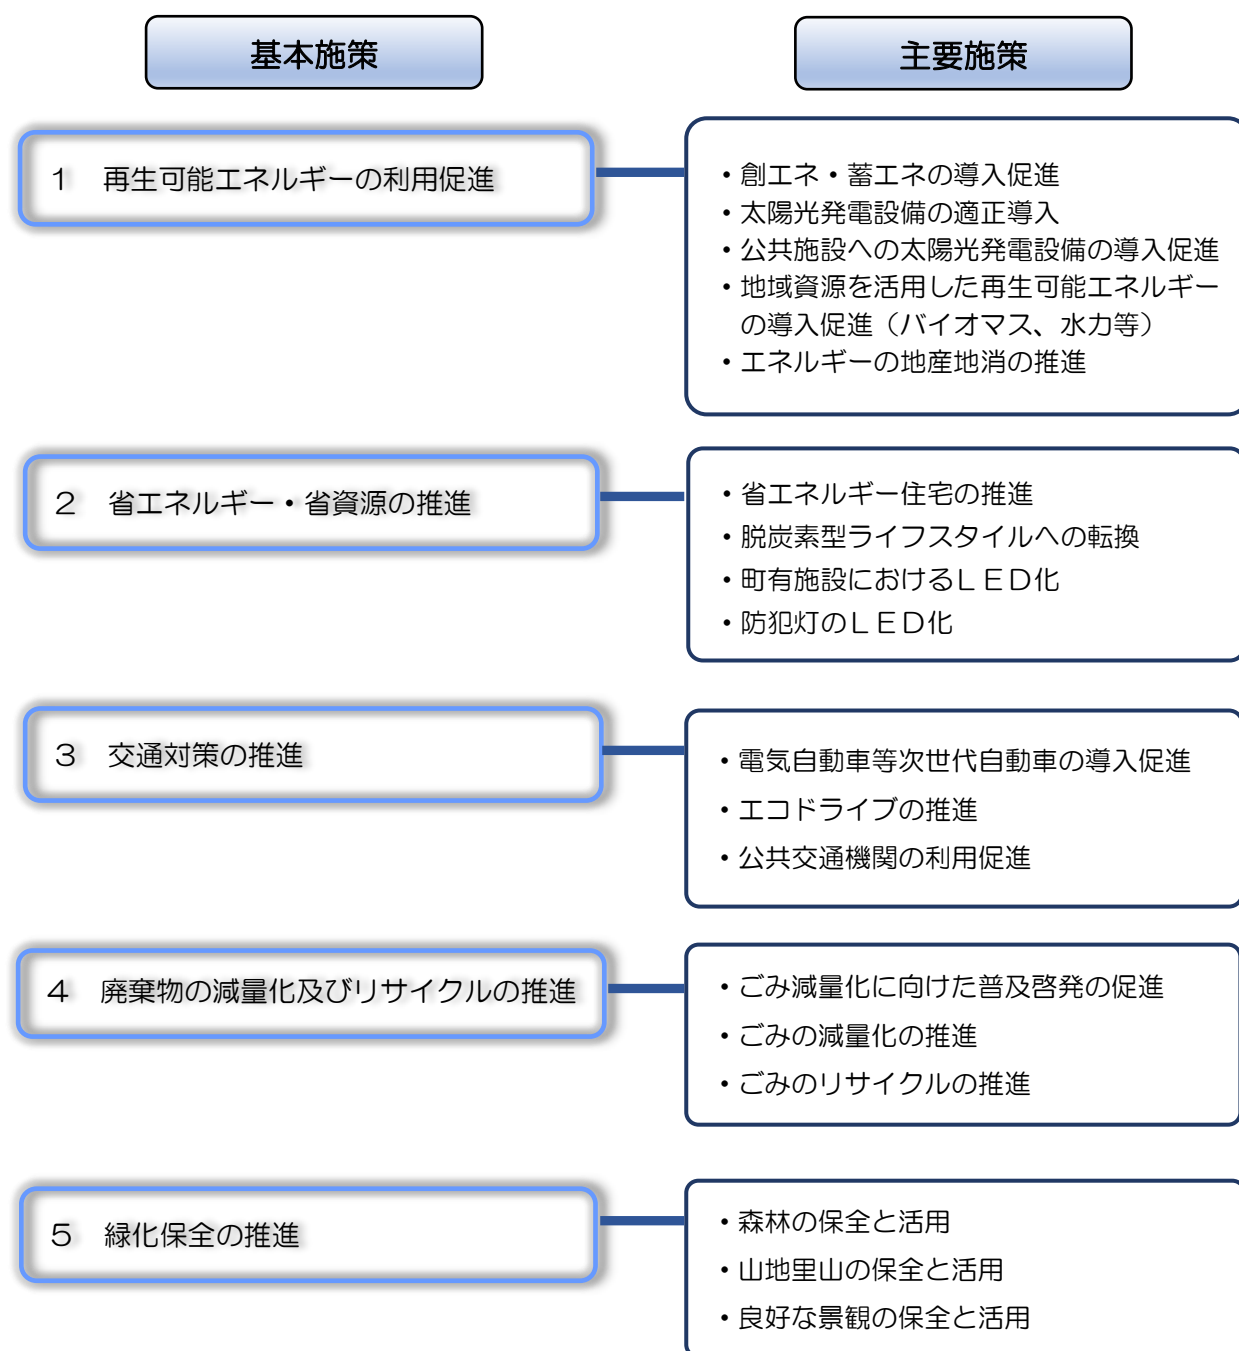 基本施策
主要施策
１　再生可能エネルギーの利用促進
・創エネ・蓄エネの導入促進
・太陽光発電設備の適正導入
・公共施設への太陽光発電設備の導入促進
・地域資源を活用した再生可能エネルギー
の導入促進（バイオマス、水力等）
・エネルギーの地産地消の推進
２　省エネルギー・省資源の推進
・省エネルギー住宅の推進
・脱炭素型ライフスタイルへの転換
・町有施設におけるＬＥＤ化
・防犯灯のＬＥＤ化
３　交通対策の推進
・電気自動車等次世代自動車の導入促進
・エコドライブの推進
・公共交通機関の利用促進
４　廃棄物の減量化及びリサイクルの推進
・ごみ減量化に向けた普及啓発の促進
・ごみの減量化の推進
・ごみのリサイクルの推進
５　緑化保全の推進
・森林の保全と活用
・山地里山の保全と活用
・良好な景観の保全と活用